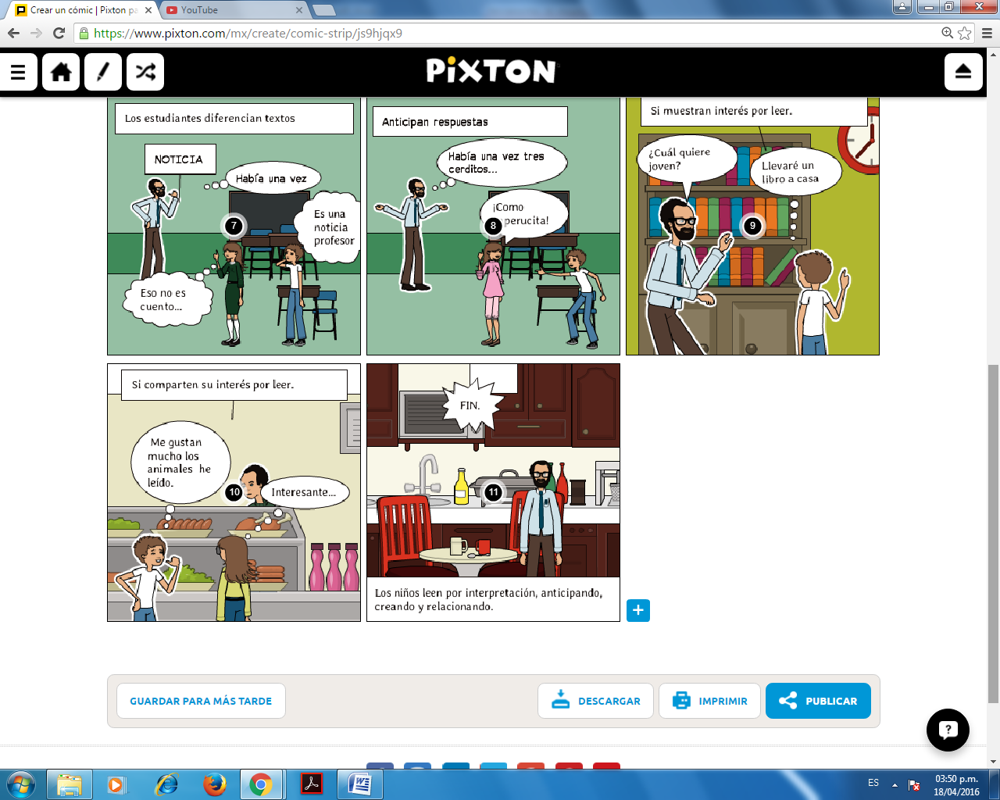 Crear un cómic | Pixton pa
YouTube
https://www.pixton.com/mx/create/comic-strip/js9hjqx9
PIXTON
Los estudiantes diferencian textos
NOTICIA
Había una vez
Es una
noticia
profesor
7
Eso no es
cuento...
Anticipan respuestas
Había una vez tres
cerditos...
¡Como
perucita!
8
Si muestran interés por leer.
¿Cuál quiere
joven?
Llevaré un
libro a casa
9
Si comparten su interés por leer.
Me gustan
mucho los
animales he
leído.
10
Interesante....
FIN.
11
Los niños leen por interpretación, anticipando,
creando y relacionando.
+
GUARDAR PARA MÁS TARDE
DESCARGAR
IMPRIMIR
PUBLICAR
?
ES
03:50 p.m.
18/04/2016